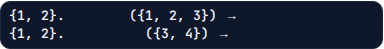 {1, 2}.        ({1, 2, 3}) →
{1, 2}.          ({3, 4}) →